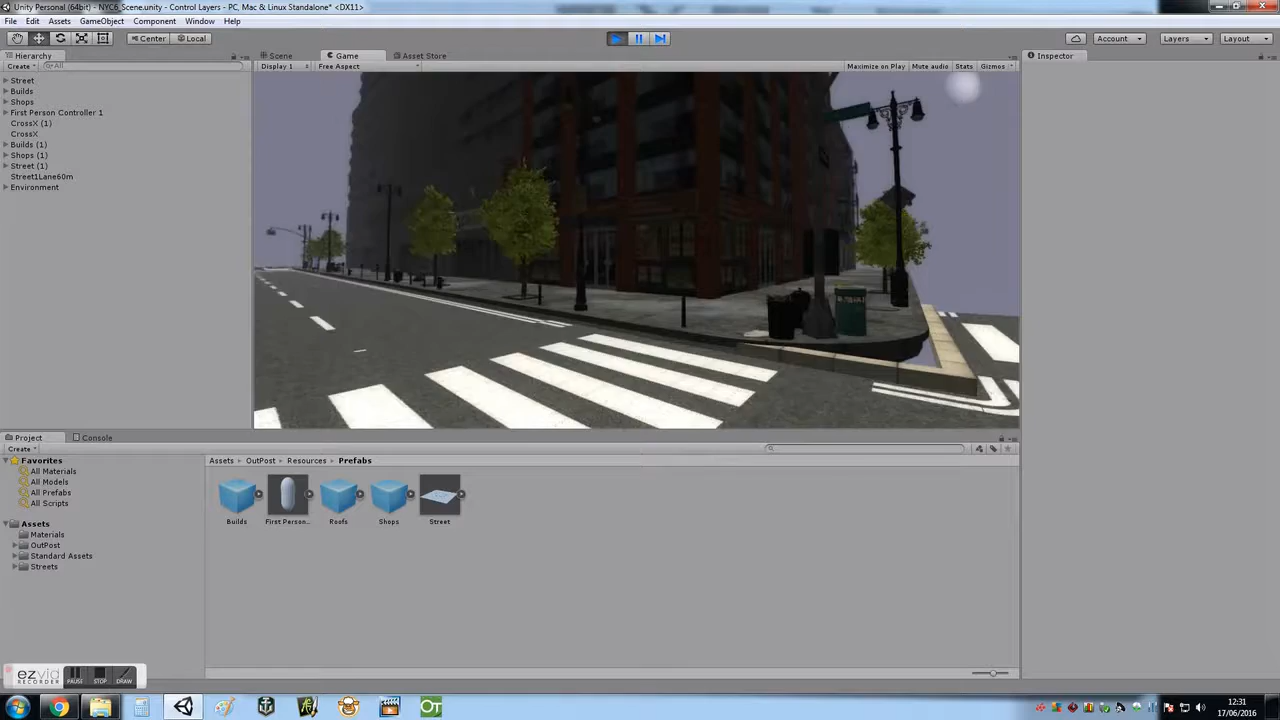 Unity Personal (64bit) - NYC6_Scene.unity - Control Layers - PC, Mac & Linux Standalone* <DX11>
File Edit Assets GameObject Component Window Help
Center Local Account Layers Layout
Hierarchy Scene Game Asset Store Inspector
Create All Display 1 Free Aspect Maximize on Play Mute audio Stats Gizmos
Street
Builds
Shops
First Person Controller 1
CrossX (1)
CrossX
Builds (1)
Shops (1)
Street (1)
Street1Lane60m
Environment
Project Console
Create
Favorites Assets OutPost Resources Prefabs
All Materials
All Models
All Prefabs
All Scripts
Builds First Person... Roofs Shops Street
Assets
Materials
OutPost
Standard Assets
Streets
ezvid
RECORDER
PAUSE STOP DRAW
OT
12:31
17/06/2016